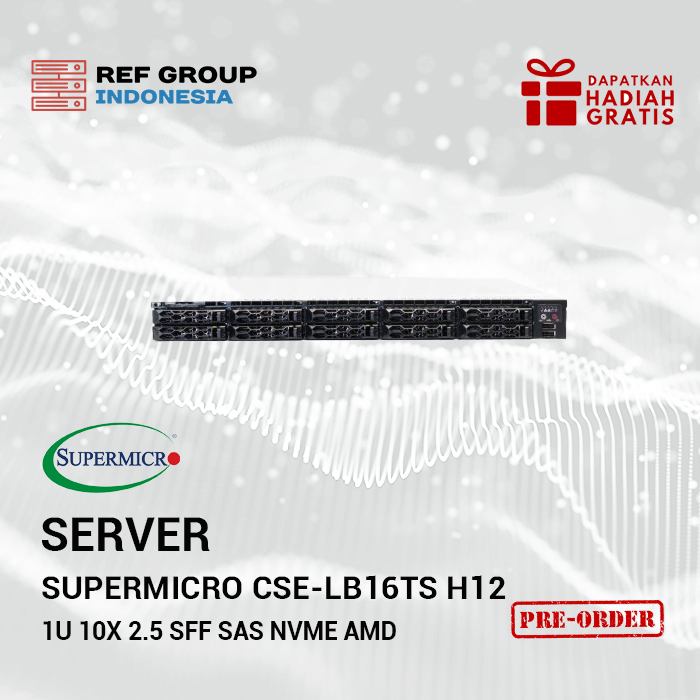 REF GROUP
INDONESIA
DAPATKAN
HADIAH
GRATIS
SUPERMICRO
SERVER
SUPERMICRO CSE-LB16TS H12
1U 10X 2.5 SFF SAS NVME AMD
PRE-ORDER